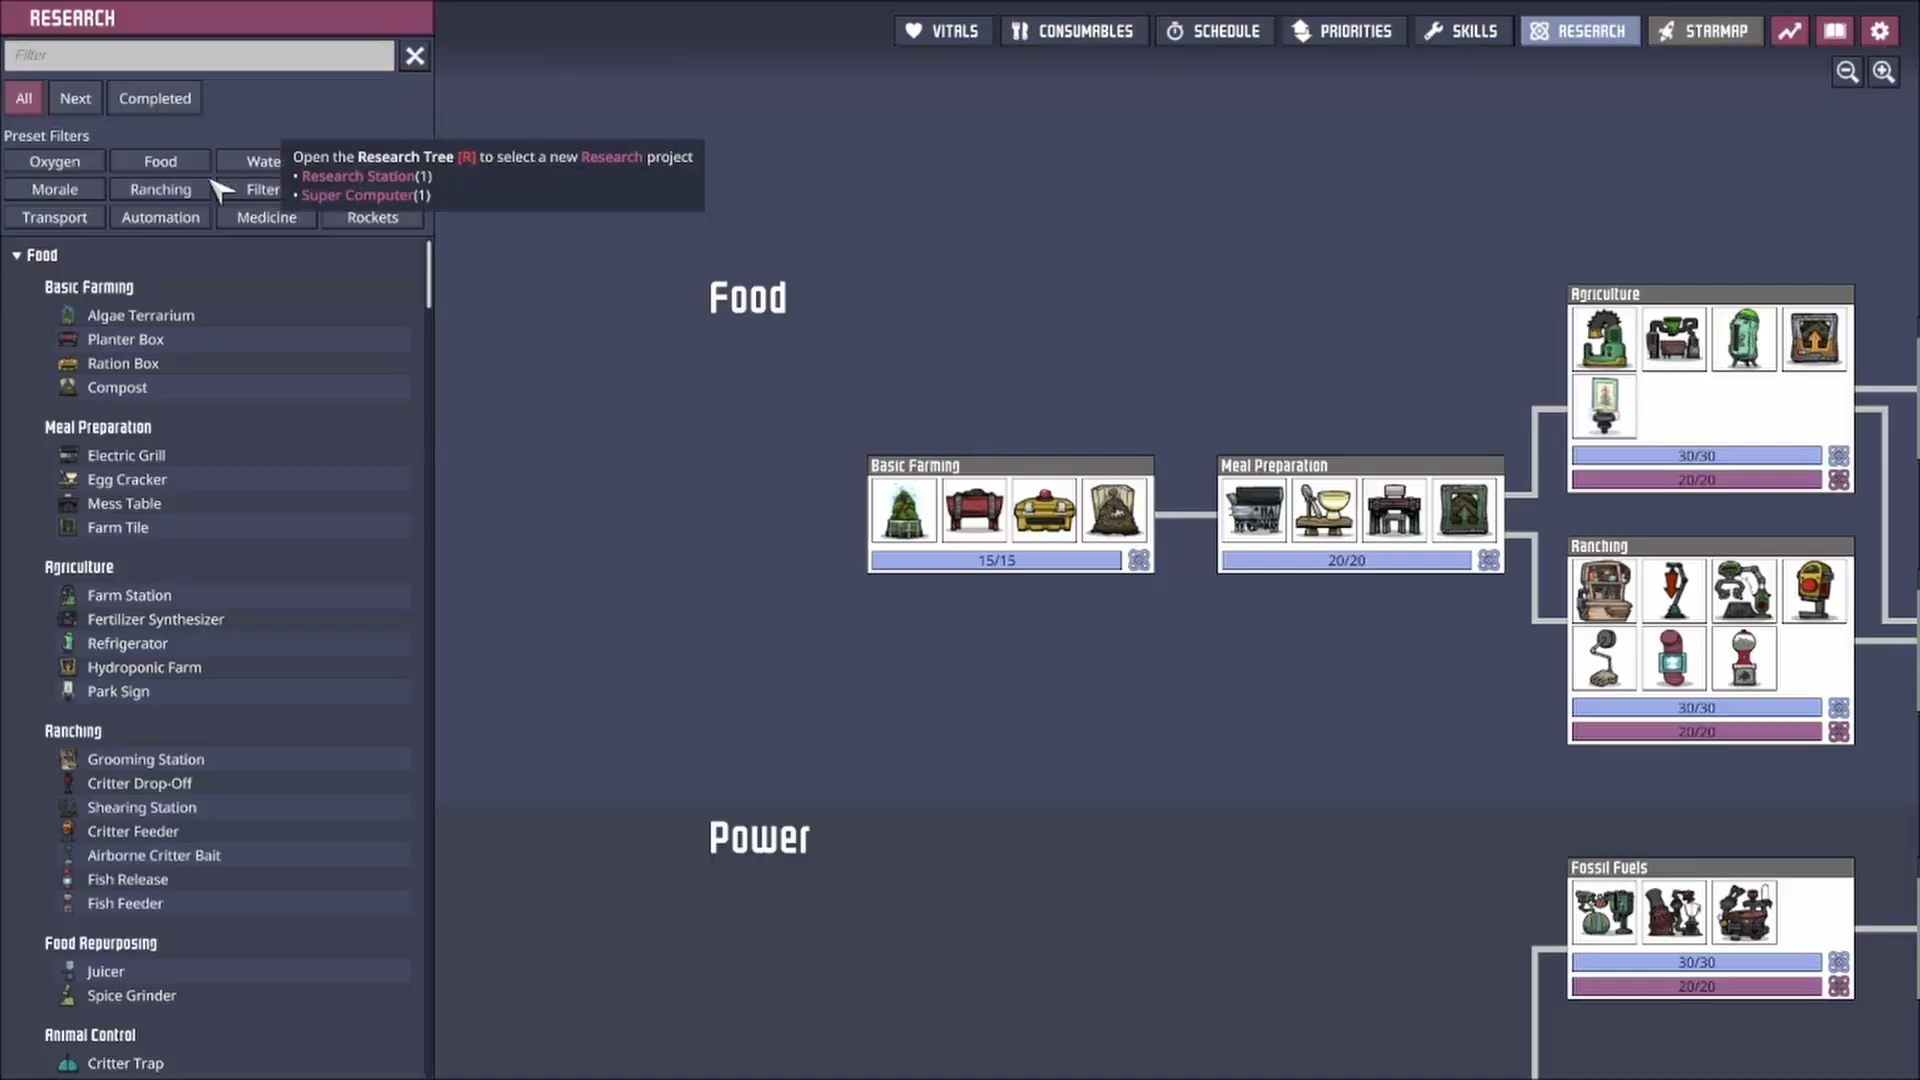 RESEARCH
VITALS
CONSUMABLES
SCHEDULE
PRIORITIES
SKILLS
RESEARCH
STARMAP
Filter
All
Next
Completed
Preset Filters
Oxygen
Food
Wate
Morale
Ranching
Filter
Transport
Automation
Medicine
Rockets
Open the Research Tree [R] to select a new Research project
• Research Station(1)
• Super Computer(1)
Food
Basic Farming
Algae Terrarium
Planter Box
Ration Box
Compost
Meal Preparation
Electric Grill
Egg Cracker
Mess Table
Farm Tile
Agriculture
Farm Station
Fertilizer Synthesizer
Refrigerator
Hydroponic Farm
Park Sign
Ranching
Grooming Station
Critter Drop-Off
Shearing Station
Critter Feeder
Airborne Critter Bait
Fish Release
Fish Feeder
Food Repurposing
Juicer
Spice Grinder
Animal Control
Critter Trap
Food
Basic Farming
15/15
Meal Preparation
20/20
Agriculture
30/30
20/20
Ranching
30/30
20/20
Power
Fossil Fuels
30/30
20/20